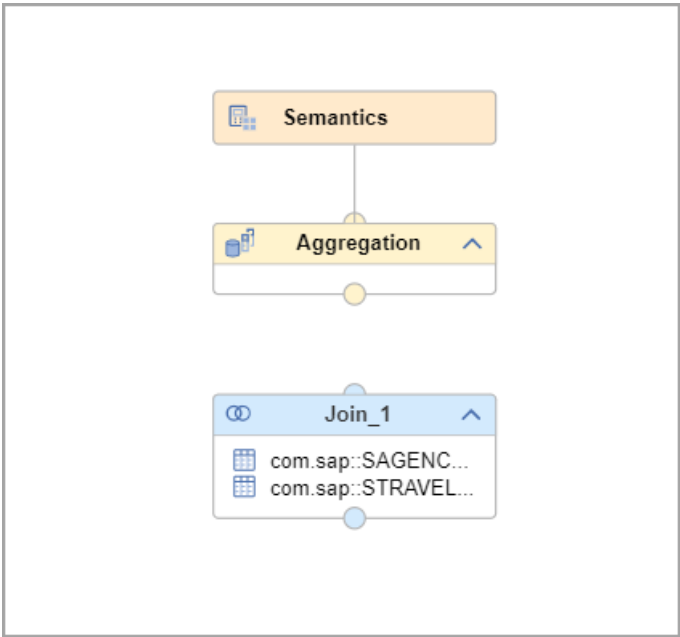 Semantics
Aggregation
Join_1
com.sap::SAGENC...
com.sap::STRAVEL...